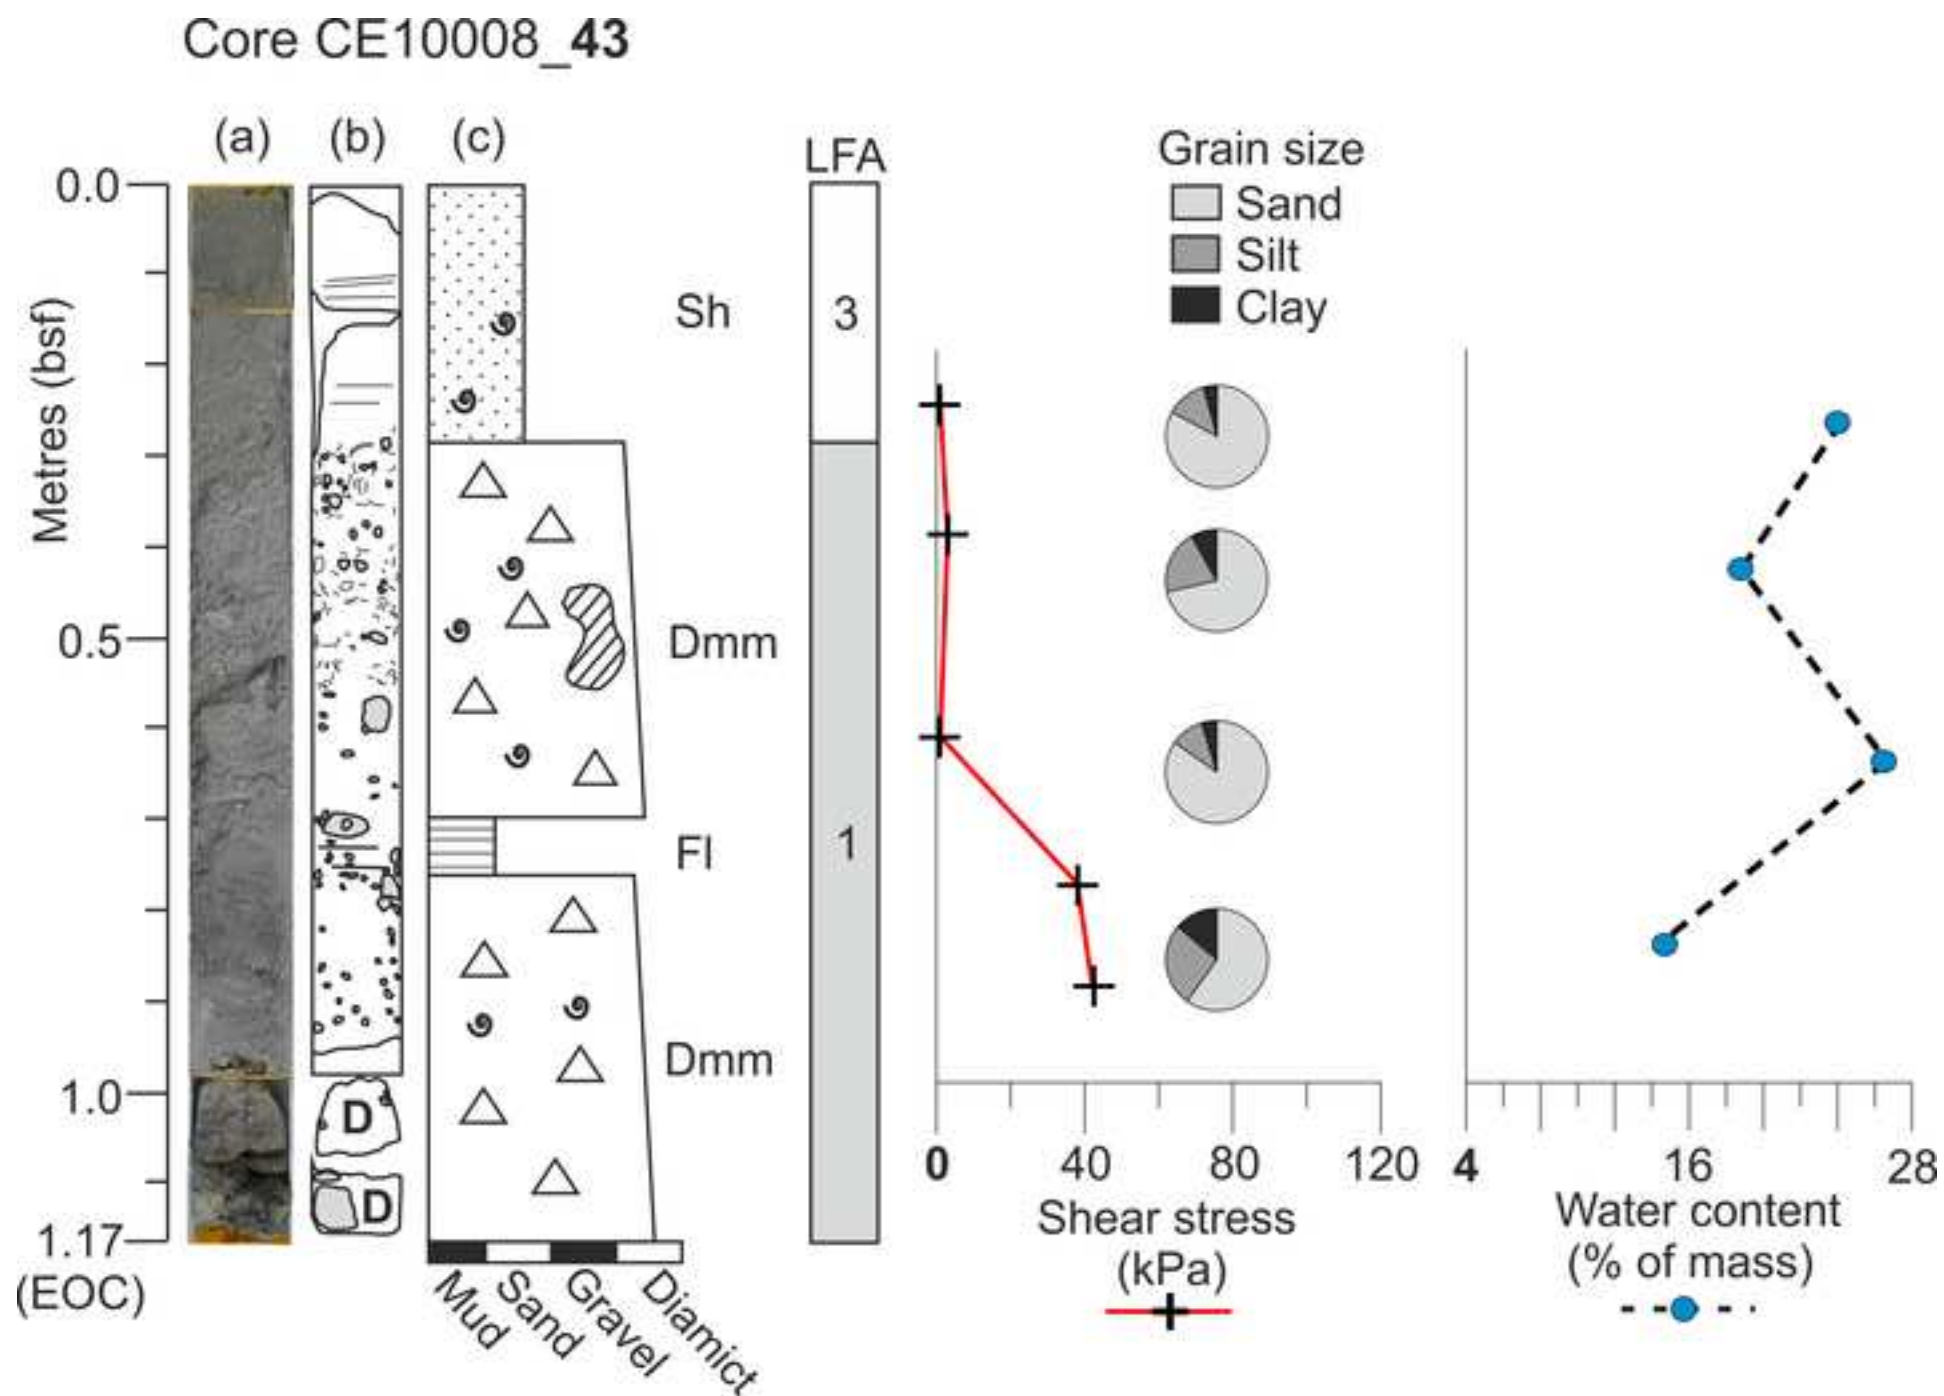 Core CE10008_43
(a)
(b)
(c)
LFA
Grain size
Sand
Silt
Clay
Metres (bsf)
0.0
0.5
1.0
1.17
(EOC)
Sh
Dmm
Fl
Dmm
3
1
D
D
Mud
Sand
Gravel
Diamict
0
40
80
120
Shear stress
(kPa)
4
16
28
Water content
(% of mass)